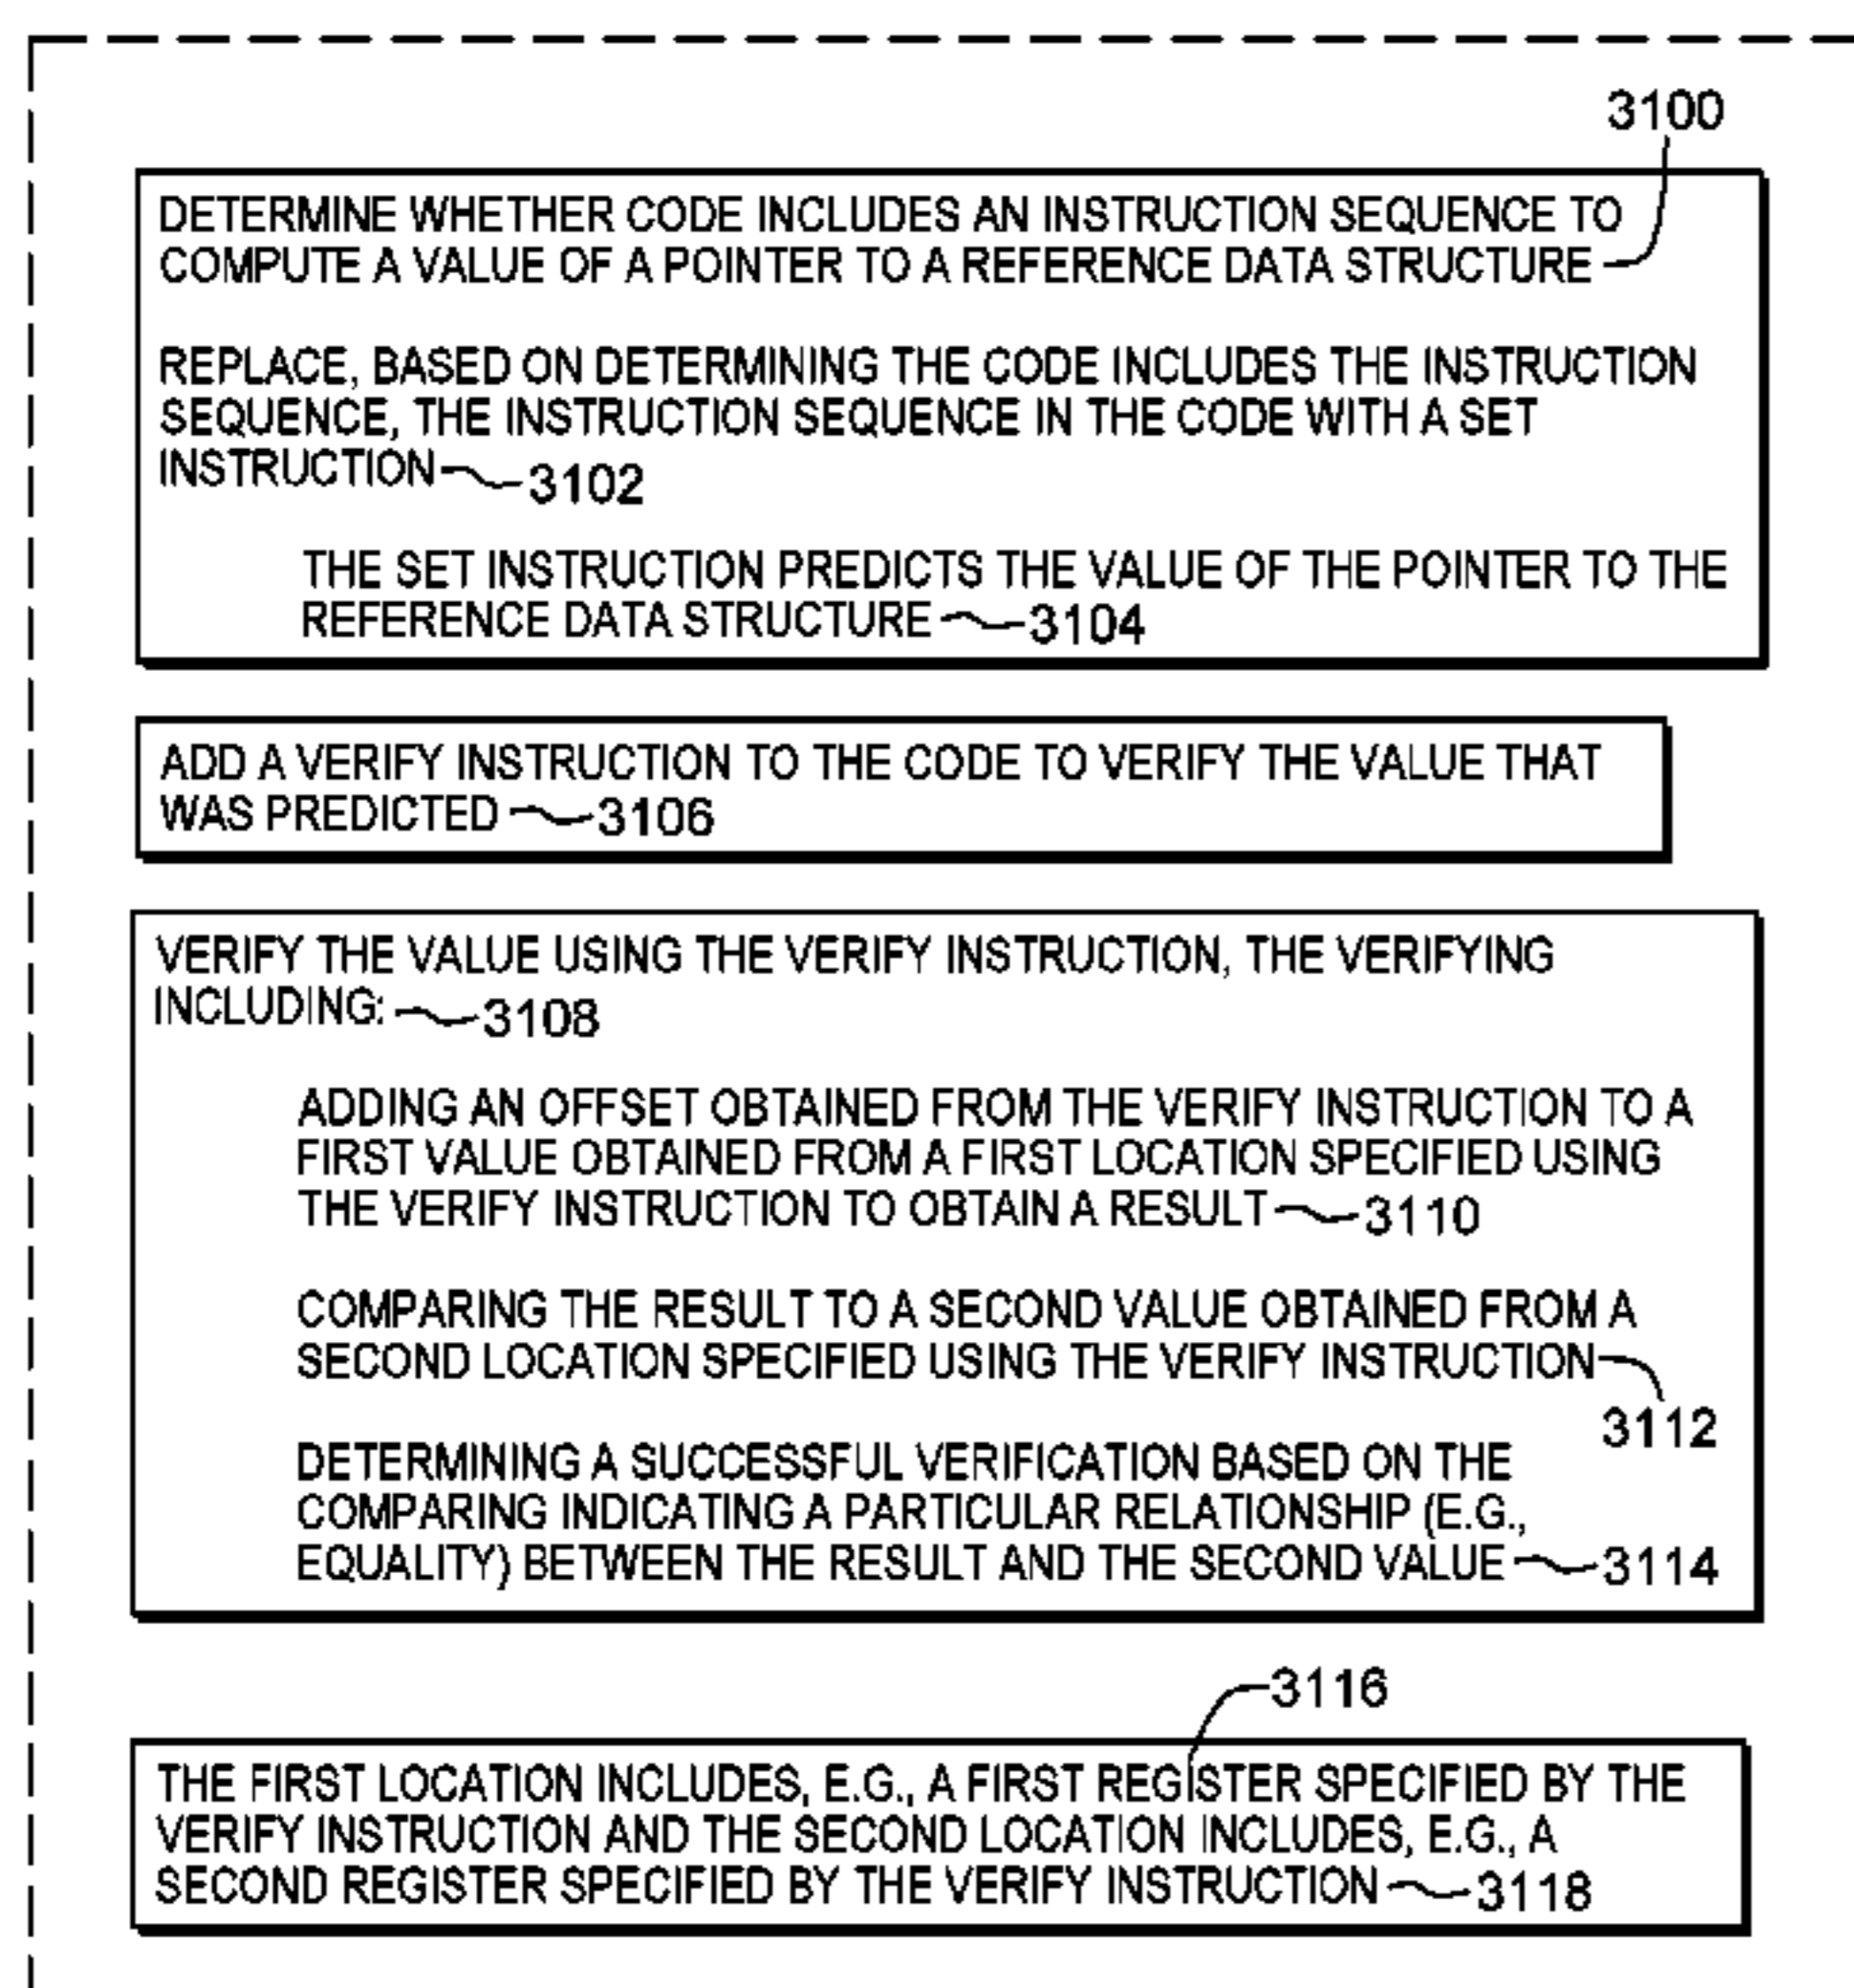 3100
DETERMINE WHETHER CODE INCLUDES AN INSTRUCTION SEQUENCE TO
COMPUTE A VALUE OF A POINTER TO A REFERENCE DATA STRUCTURE
REPLACE, BASED ON DETERMINING THE CODE INCLUDES THE INSTRUCTION
SEQUENCE, THE INSTRUCTION SEQUENCE IN THE CODE WITH A SET
INSTRUCTION 3102
THE SET INSTRUCTION PREDICTS THE VALUE OF THE POINTER TO THE
REFERENCE DATA STRUCTURE 3104
ADD A VERIFY INSTRUCTION TO THE CODE TO VERIFY THE VALUE THAT
WAS PREDICTED 3106
VERIFY THE VALUE USING THE VERIFY INSTRUCTION, THE VERIFYING
INCLUDING: 3108
ADDING AN OFFSET OBTAINED FROM THE VERIFY INSTRUCTION TO A
FIRST VALUE OBTAINED FROM A FIRST LOCATION SPECIFIED USING
THE VERIFY INSTRUCTION TO OBTAIN A RESULT 3110
COMPARING THE RESULT TO A SECOND VALUE OBTAINED FROM A
SECOND LOCATION SPECIFIED USING THE VERIFY INSTRUCTION
3112
DETERMINING A SUCCESSFUL VERIFICATION BASED ON THE
COMPARING INDICATING A PARTICULAR RELATIONSHIP (E.G.,
EQUALITY) BETWEEN THE RESULT AND THE SECOND VALUE 3114
3116
THE FIRST LOCATION INCLUDES, E.G., A FIRST REGISTER SPECIFIED BY THE
VERIFY INSTRUCTION AND THE SECOND LOCATION INCLUDES, E.G., A
SECOND REGISTER SPECIFIED BY THE VERIFY INSTRUCTION 3118